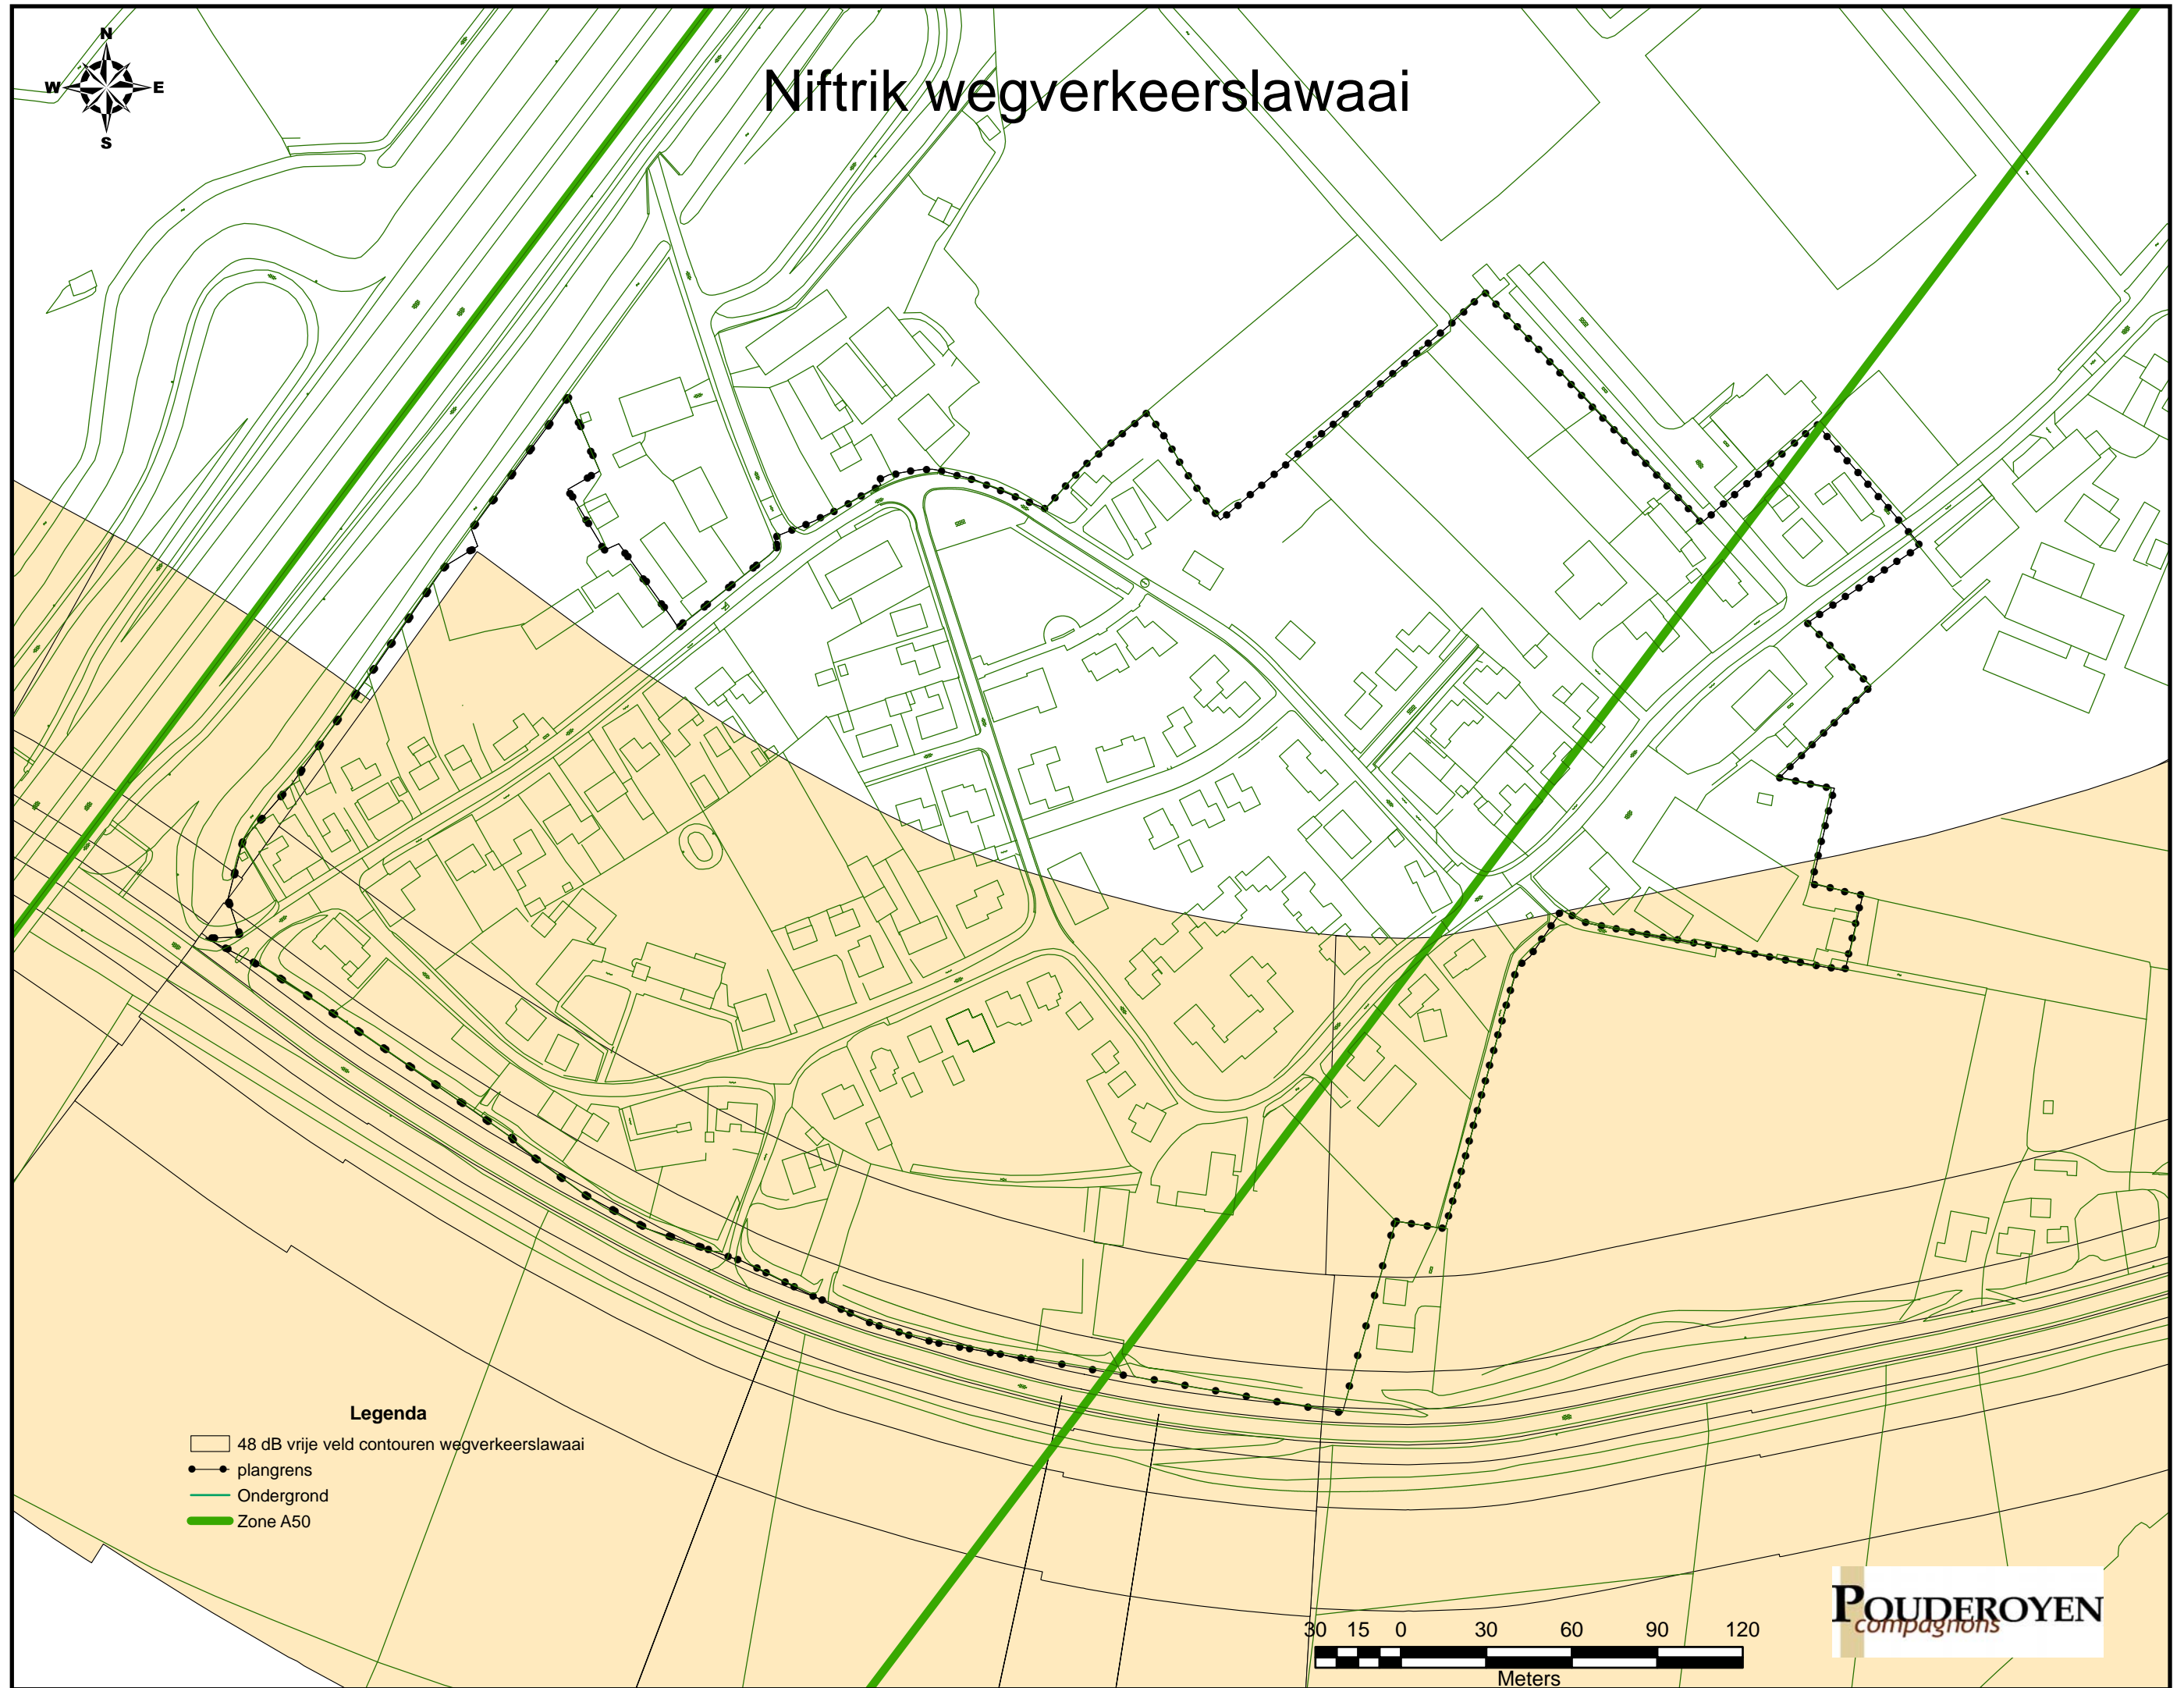 N
W E
S
Niftrik wegverkeerslawaai
Legenda
48 dB vrije veld contouren wegverkeerslawaai
plangrens
Ondergrond
Zone A50
30 15 0 30 60 90 120
Meters
POUDEROYEN
compagnons